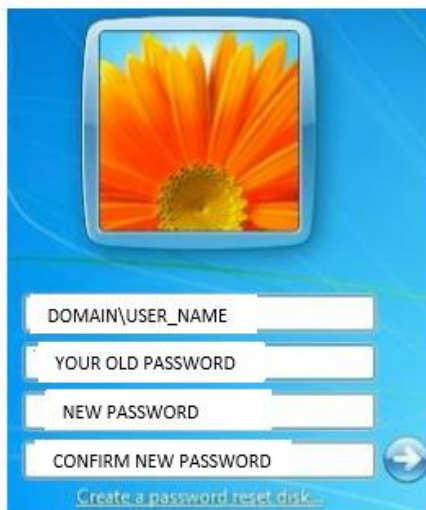 DOMAIN\USER_NAME
YOUR OLD PASSWORD
NEW PASSWORD
CONFIRM NEW PASSWORD
Create a password reset disk...